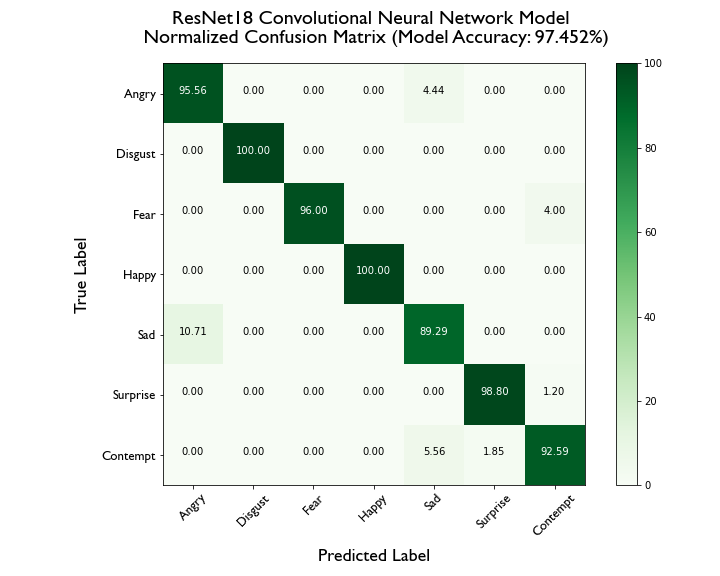 ResNet18 Convolutional Neural Network Model
Normalized Confusion Matrix (Model Accuracy: 97.452%)
True Label
Angry 95.56 0.00 0.00 0.00 4.44 0.00 0.00
Disgust 0.00 100.00 0.00 0.00 0.00 0.00 0.00
Fear 0.00 0.00 96.00 0.00 0.00 0.00 4.00
Happy 0.00 0.00 0.00 100.00 0.00 0.00 0.00
Sad 10.71 0.00 0.00 0.00 89.29 0.00 0.00
Surprise 0.00 0.00 0.00 0.00 0.00 98.80 1.20
Contempt 0.00 0.00 0.00 0.00 5.56 1.85 92.59
Angry Disgust Fear Happy Sad Surprise Contempt
Predicted Label
100
80
60
40
20
0